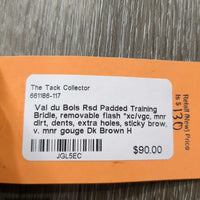 The Tack Collector
661186-117
Val du Bois Rsd Padded Training
Bridle, removable flash *xc/vgc, mnr
dirt, dents, extra holes, sticky brow,
v. mnr gouge Dk Brown H
JGL5EC
$90.00
Retail (New) Price
is $ 130